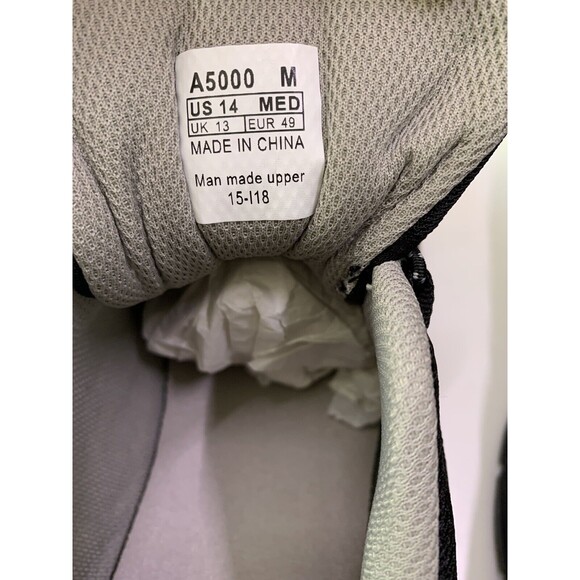 A5000 M
US 14 MED
UK 13 EUR 49
MADE IN CHINA
Man made upper
15-I18